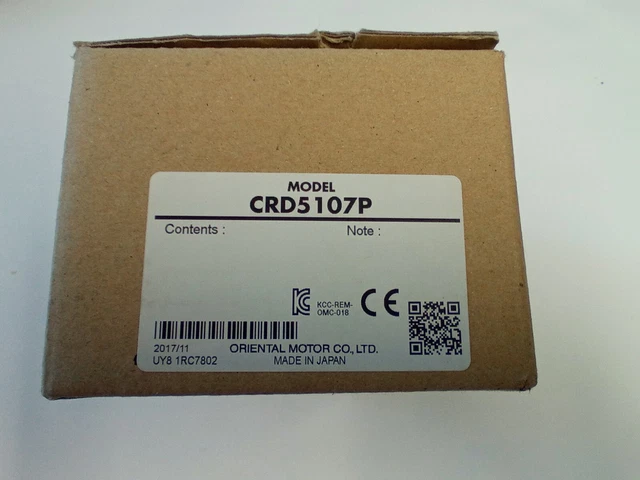 MODEL
CRD5107P
Contents : Note :
KCC-REM-
OMC-018
CE
2017/11 ORIENTAL MOTOR CO., LTD.
UY8 1RC7802 MADE IN JAPAN